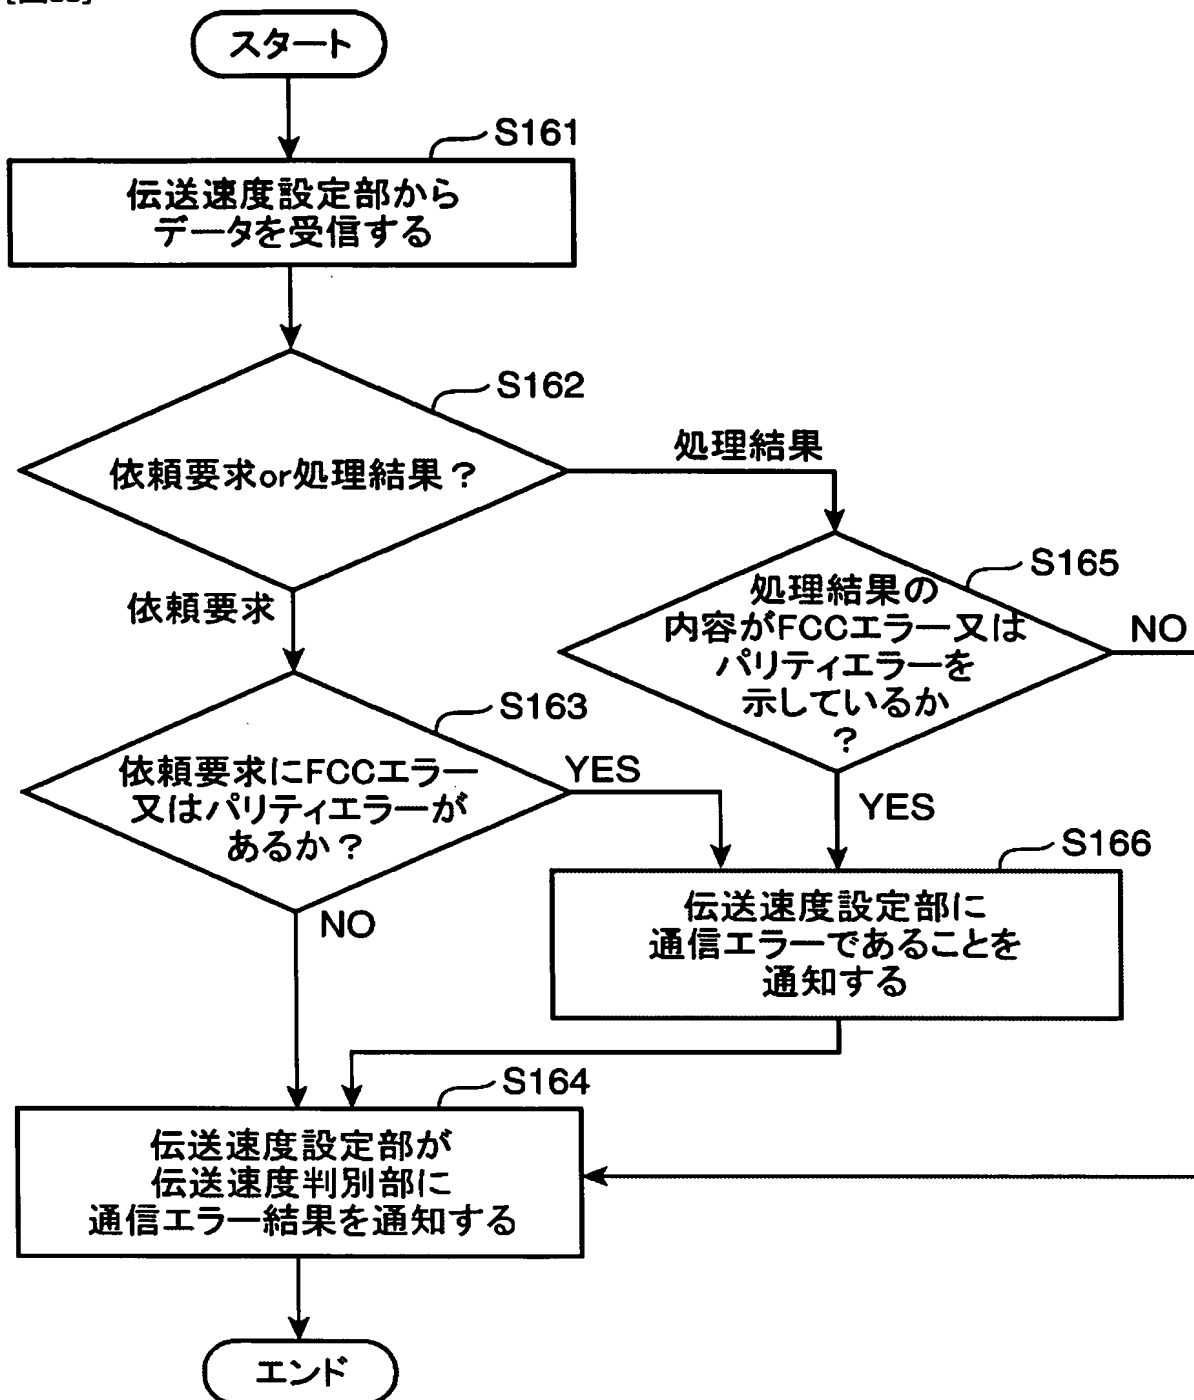 スタート
S161
伝送速度設定部から
データを受信する
S162
依頼要求or処理結果？
処理結果
依頼要求
S165
処理結果の
内容がFCCエラー又は
パリティエラーを
示しているか
？
NO
YES
S163
依頼要求にFCCエラー
又はパリティエラーが
あるか？
YES
NO
S166
伝送速度設定部に
通信エラーであることを
通知する
S164
伝送速度設定部が
伝送速度判別部に
通信エラー結果を通知する
エンド